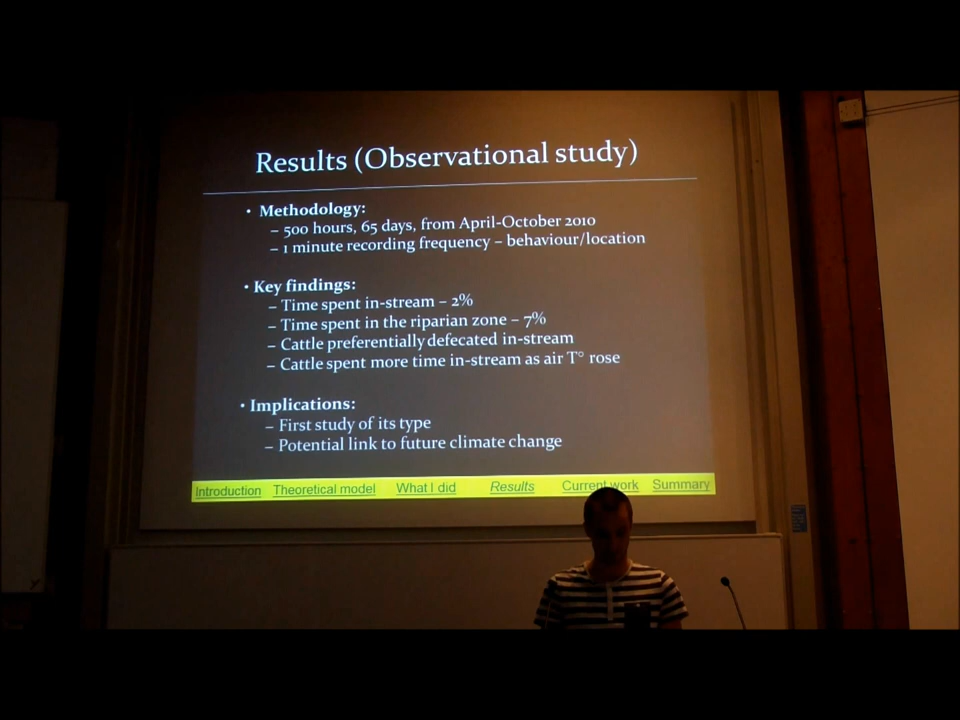 Results (Observational study)
• Methodology:
– 500 hours, 65 days, from April-October 2010
– 1 minute recording frequency – behaviour/location
• Key findings:
– Time spent in-stream – 2%
– Time spent in the riparian zone – 7%
– Cattle preferentially defecated in-stream
– Cattle spent more time in-stream as air T° rose
• Implications:
– First study of its type
– Potential link to future climate change
Introduction Theoretical model What I did Results Current work Summary